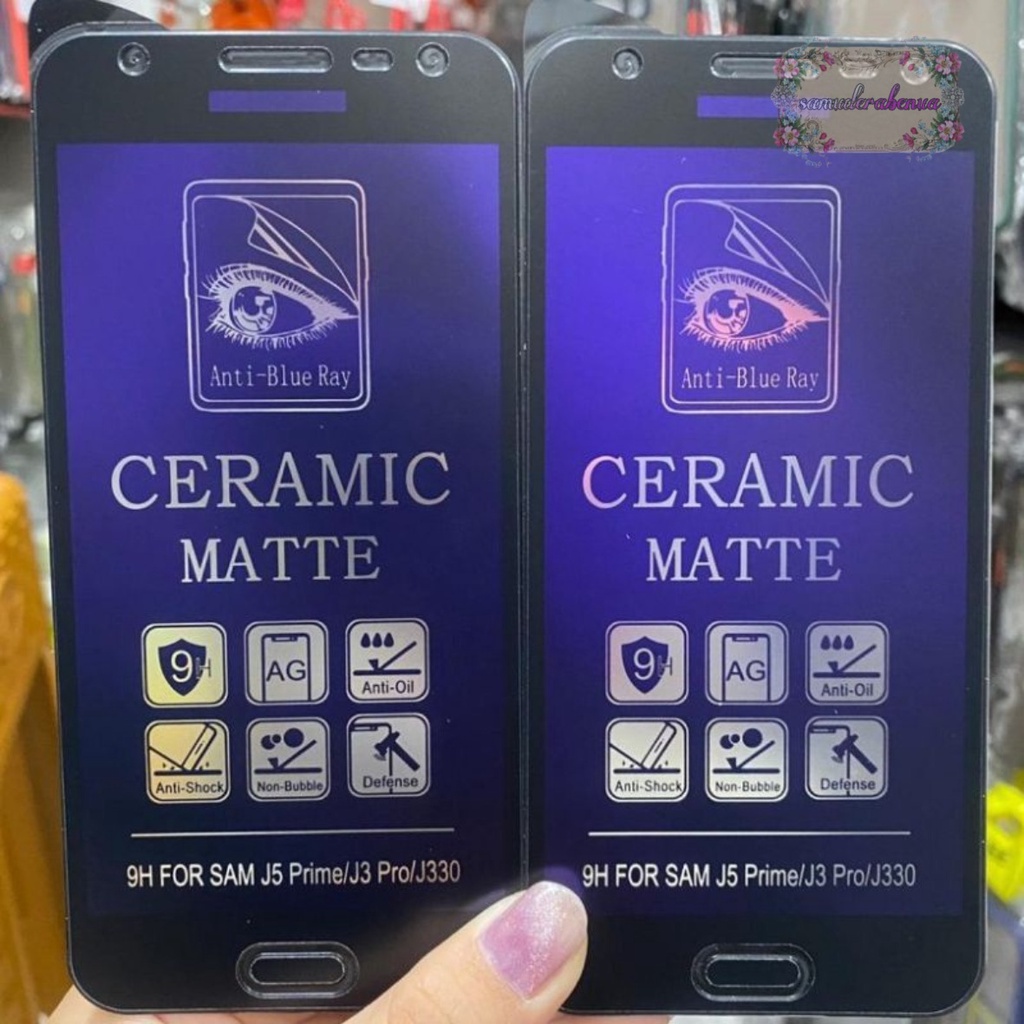 samuderabenua
Anti-Blue Ray
CERAMIC
MATTE
9H
AG
Anti-Oil
Anti-Shock
Non-Bubble
Defense
9H FOR SAM J5 Prime/J3 Pro/J330
Anti-Blue Ray
CERAMIC
MATTE
9H
AG
Anti-Oil
Anti-Shock
Non-Bubble
Defense
9H FOR SAM J5 Prime/J3 Pro/J330